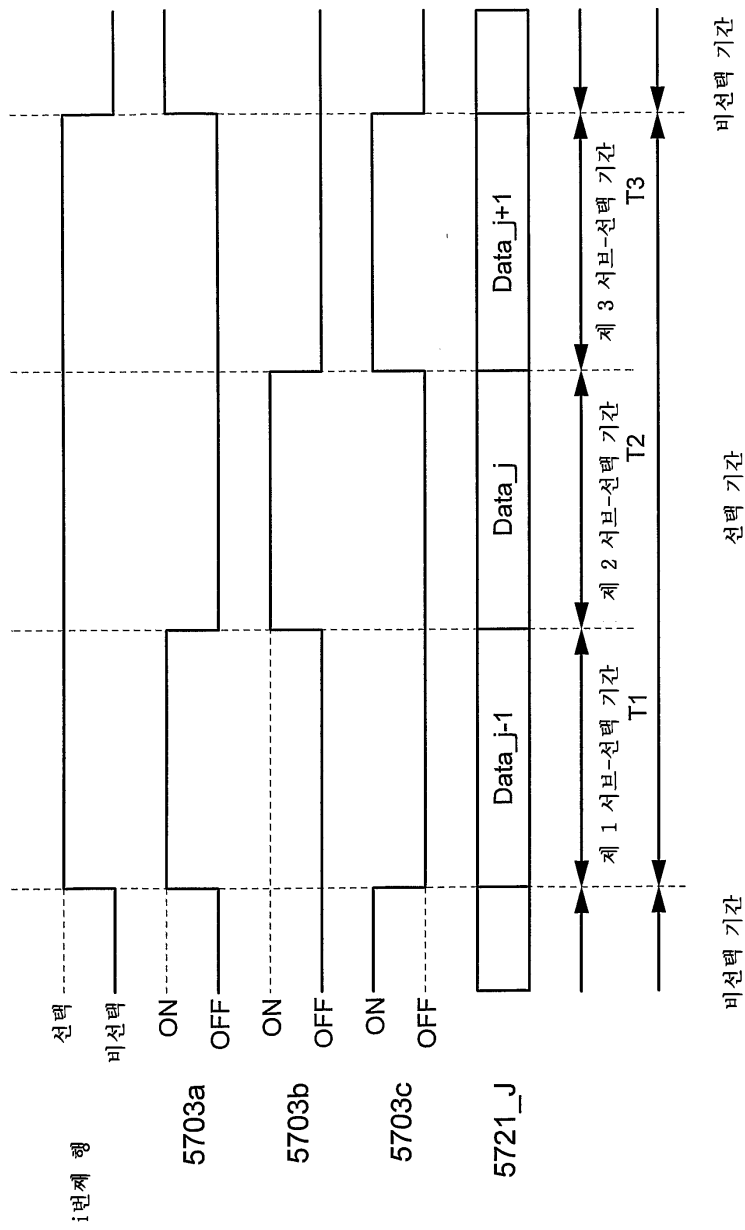 i번째 행
선택
비선택
5703a
ON
OFF
5703b
ON
OFF
5703c
ON
OFF
5721_J
Data_j-1
Data_j
Data_j+1
제 1 서브-선택 기간
T1
제 2 서브-선택 기간
T2
제 3 서브-선택 기간
T3
비선택 기간
선택 기간
비선택 기간